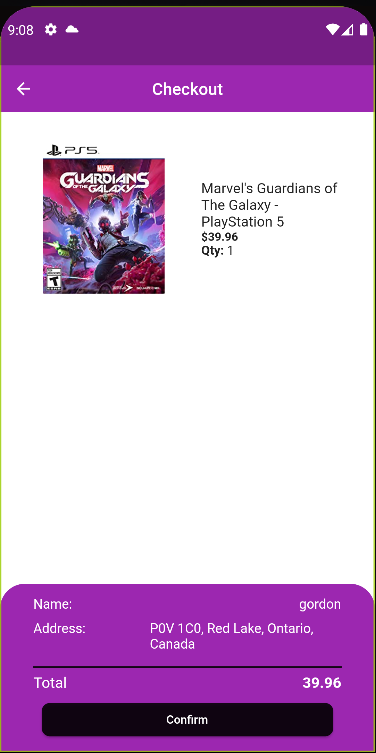 9:08
Checkout
PS5
MARVEL
GUARDIANS
OF THE GALAXY
T
Marvel's Guardians of
The Galaxy -
PlayStation 5
$39.96
Qty: 1
Name: gordon
Address: P0V 1C0, Red Lake, Ontario,
Canada
Total 39.96
Confirm